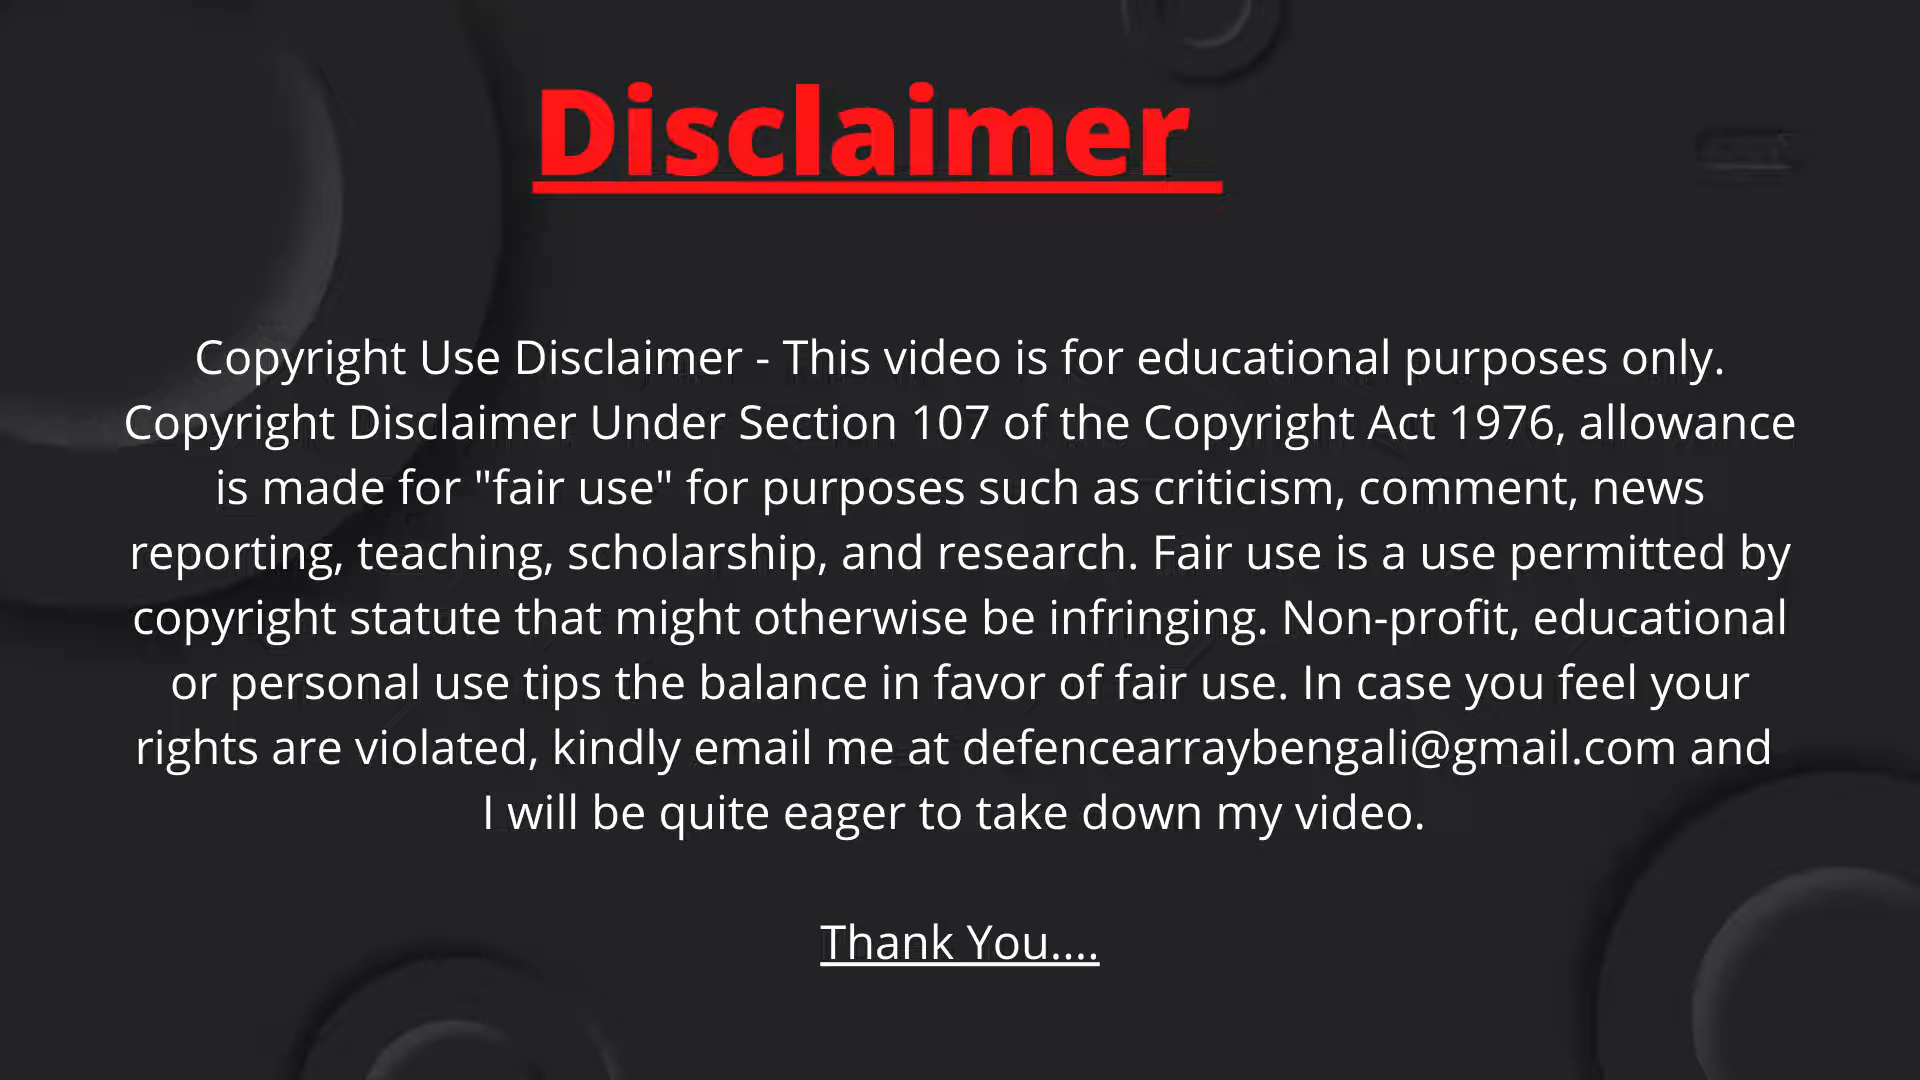 Disclaimer
Copyright Use Disclaimer - This video is for educational purposes only.
Copyright Disclaimer Under Section 107 of the Copyright Act 1976, allowance
is made for "fair use" for purposes such as criticism, comment, news
reporting, teaching, scholarship, and research. Fair use is a use permitted by
copyright statute that might otherwise be infringing. Non-profit, educational
or personal use tips the balance in favor of fair use. In case you feel your
rights are violated, kindly email me at defencearraybengali@gmail.com and
I will be quite eager to take down my video.
Thank You....